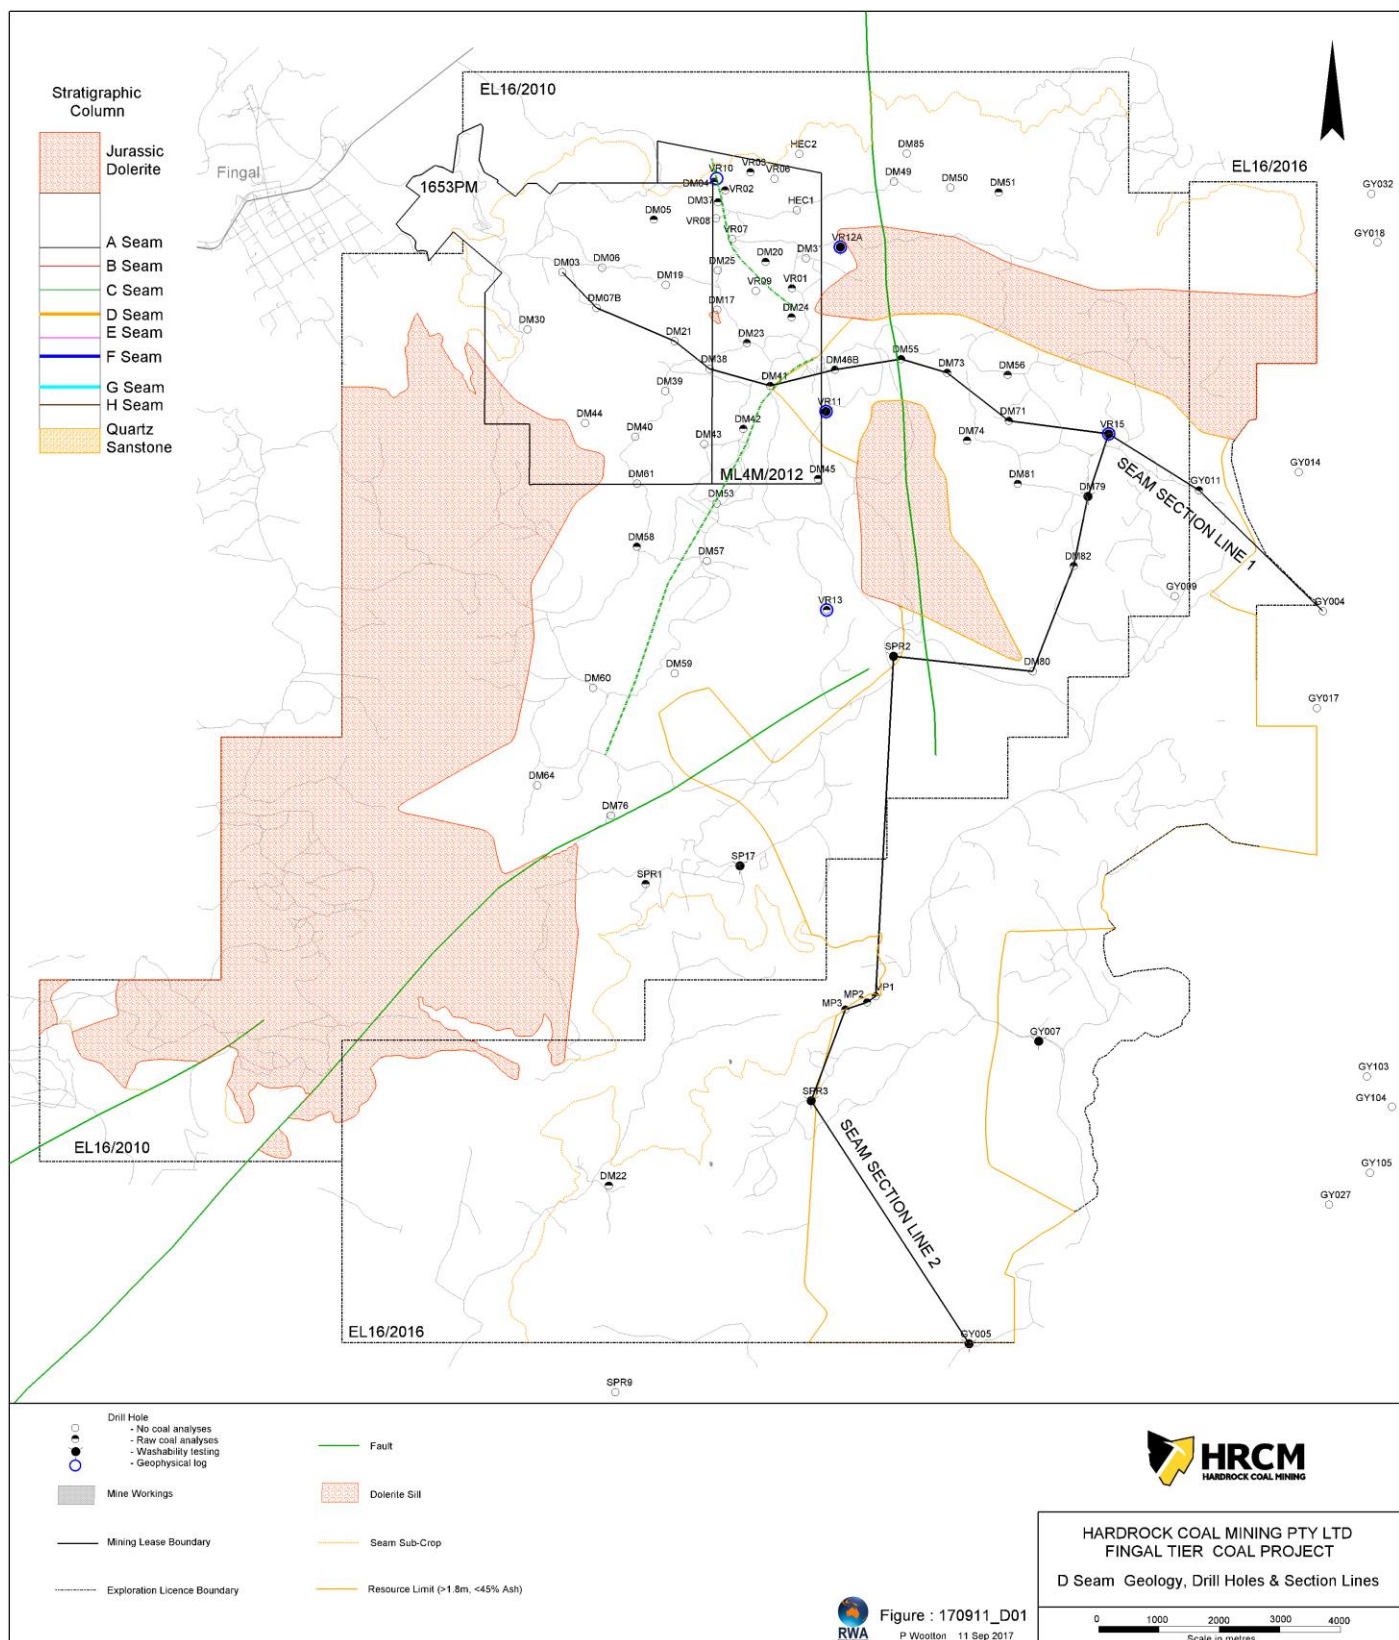 Stratigraphic
Column
Jurassic
Dolerite
A Seam
B Seam
C Seam
D Seam
E Seam
F Seam
G Seam
H Seam
Quartz
Sanstone
Fingal
EL16/2010
1653PM
EL16/2016
HEC2
DM85
VR03
VR10
VR06
DM04
VR02
DM49
DM50
DM51
GY032
DM37
HEC1
DM05
VR08
VR07
VR12A
GY018
DM31
DM20
DM03
DM06
DM25
DM19
VR09
VR01
DM07B
DM17
DM24
DM30
DM21
DM23
DM55
DM38
DM46B
DM73
DM56
DM41
DM39
VR11
DM44
DM42
DM71
VR15
DM40
DM43
DM74
ML4M/2012
DM45
DM61
DM81
DM79
GY011
GY014
SEAM SECTION LINE 1
DM53
DM58
DM57
DM82
GY009
VR13
GY004
SPR2
DM80
DM59
DM60
GY017
DM64
DM76
SP17
SPR1
MP1
MP2
MP3
GY007
GY103
SPR3
GY104
SEAM SECTION LINE 2
EL16/2010
DM22
GY105
GY027
EL16/2016
GY005
SPR9
Drill Hole
- No coal analyses
- Raw coal analyses
- Washability testing
- Geophysical log
Mine Workings
Mining Lease Boundary
Exploration Licence Boundary
Fault
Dolerite Sill
Seam Sub-Crop
Resource Limit (>1.8m, <45% Ash)
HRCM
HARDROCK COAL MINING
HARDROCK COAL MINING PTY LTD
FINGAL TIER COAL PROJECT
D Seam Geology, Drill Holes & Section Lines
RWA
Figure : 170911_D01
P Wootton 11 Sep 2017
0 1000 2000 3000 4000
Scale in metres